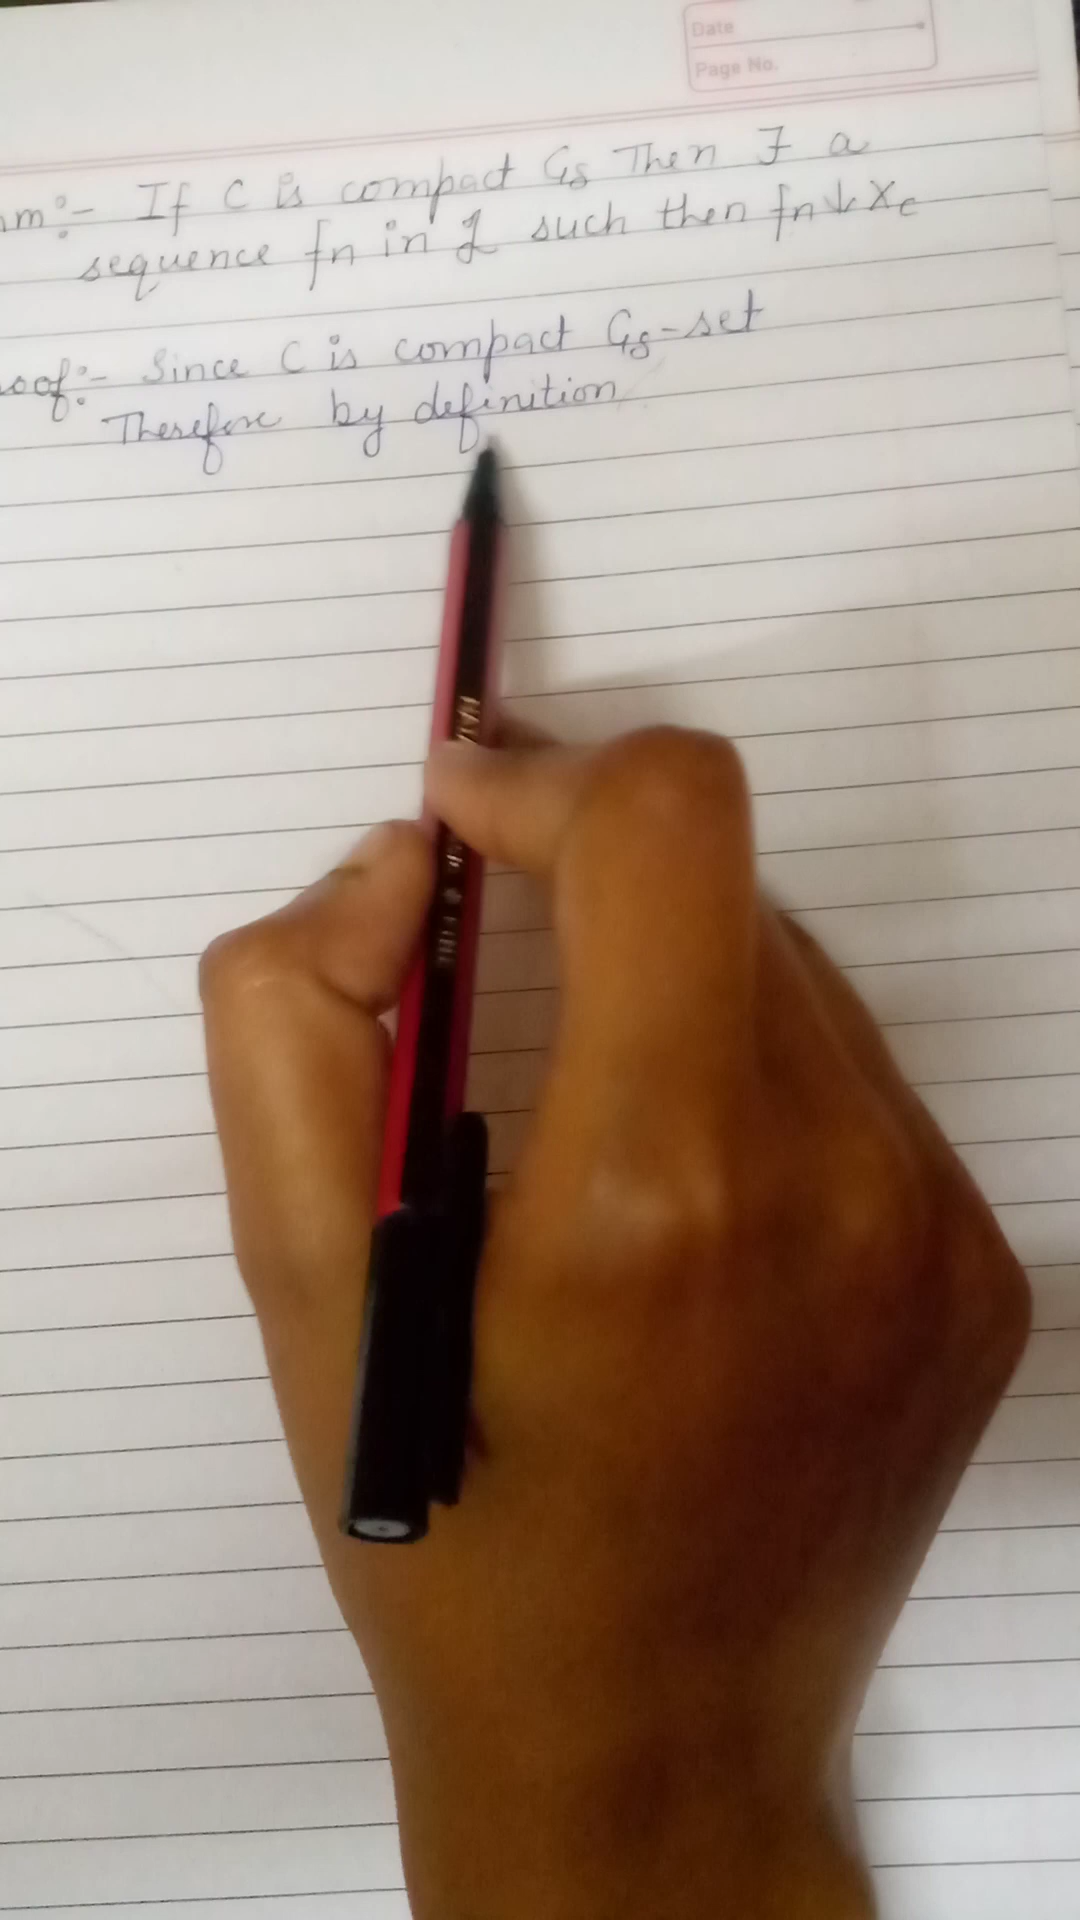 Date
Page No.
m:- If C is compact Gδ Then ∃ a
sequence fn in ℒ such then fn ↓ χc
oof:- Since C is compact Gδ-set
Therefore by definition